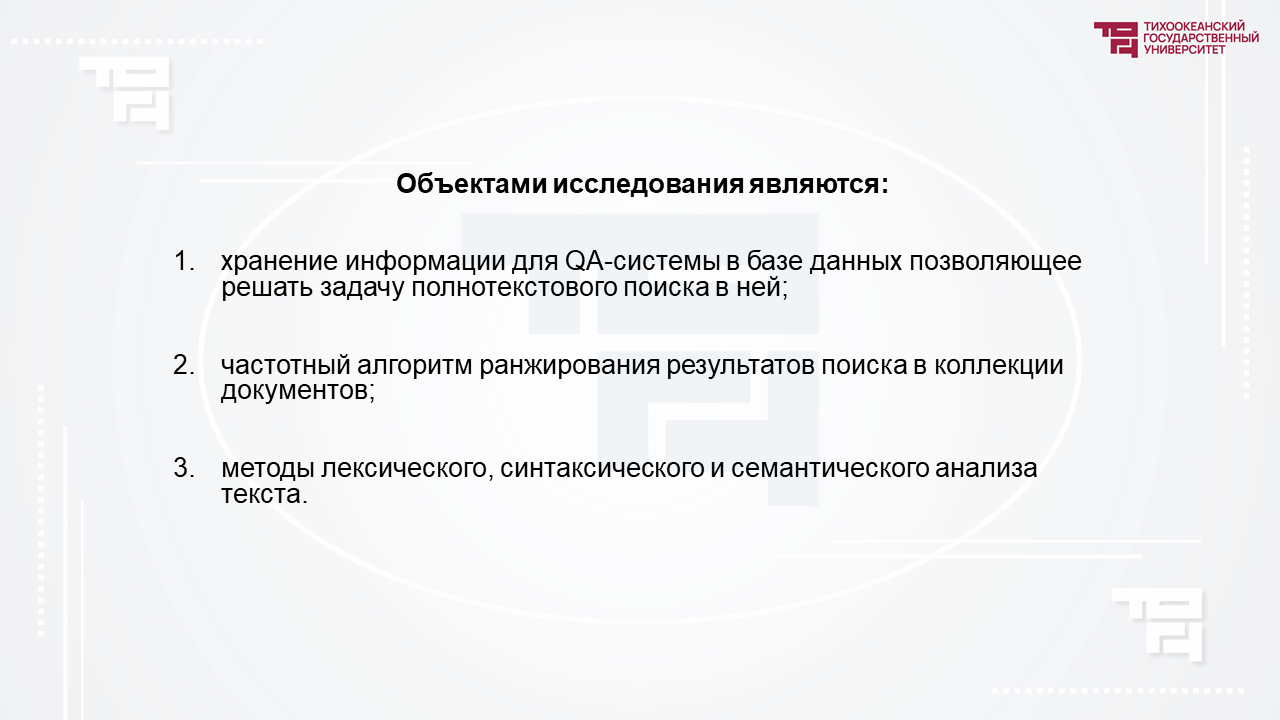 ТИХООКЕАНСКИЙ
ГОСУДАРСТВЕННЫЙ
УНИВЕРСИТЕТ
Объектами исследования являются:
1. хранение информации для QA-системы в базе данных позволяющее
решать задачу полнотекстового поиска в ней;
2. частотный алгоритм ранжирования результатов поиска в коллекции
документов;
3. методы лексического, синтаксического и семантического анализа
текста.